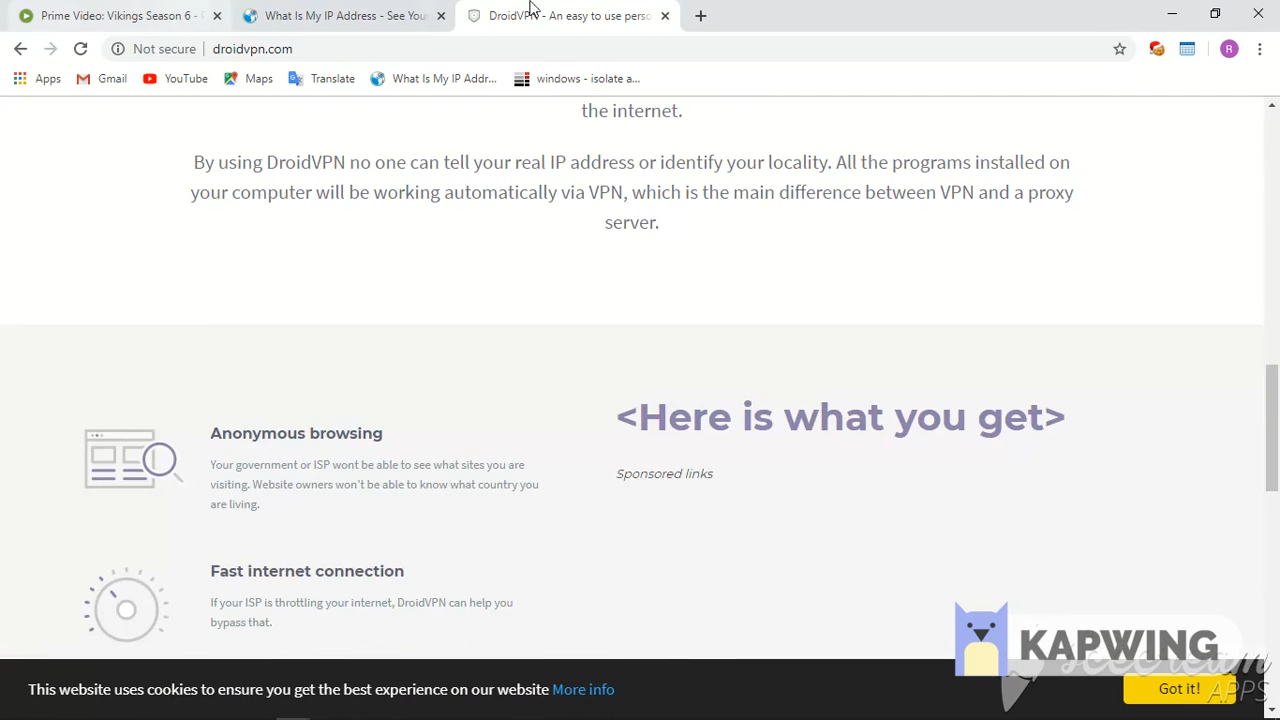 Prime Video: Vikings Season 6 -
What Is My IP Address - See You
DroidVPN - An easy to use perso
Not secure
droidvpn.com
R
Apps
Gmail
YouTube
Maps
Translate
What Is My IP Addr...
windows - isolate a...
the internet.
By using DroidVPN no one can tell your real IP address or identify your locality. All the programs installed on
your computer will be working automatically via VPN, which is the main difference between VPN and a proxy
server.
<Here is what you get>
Sponsored links
Anonymous browsing
Your government or ISP wont be able to see what sites you are
visiting. Website owners won't be able to know what country you
are living.
Fast internet connection
If your ISP is throttling your internet, DroidVPN can help you
bypass that.
KAPWING
APPS
This website uses cookies to ensure you get the best experience on our website More info
Got it!